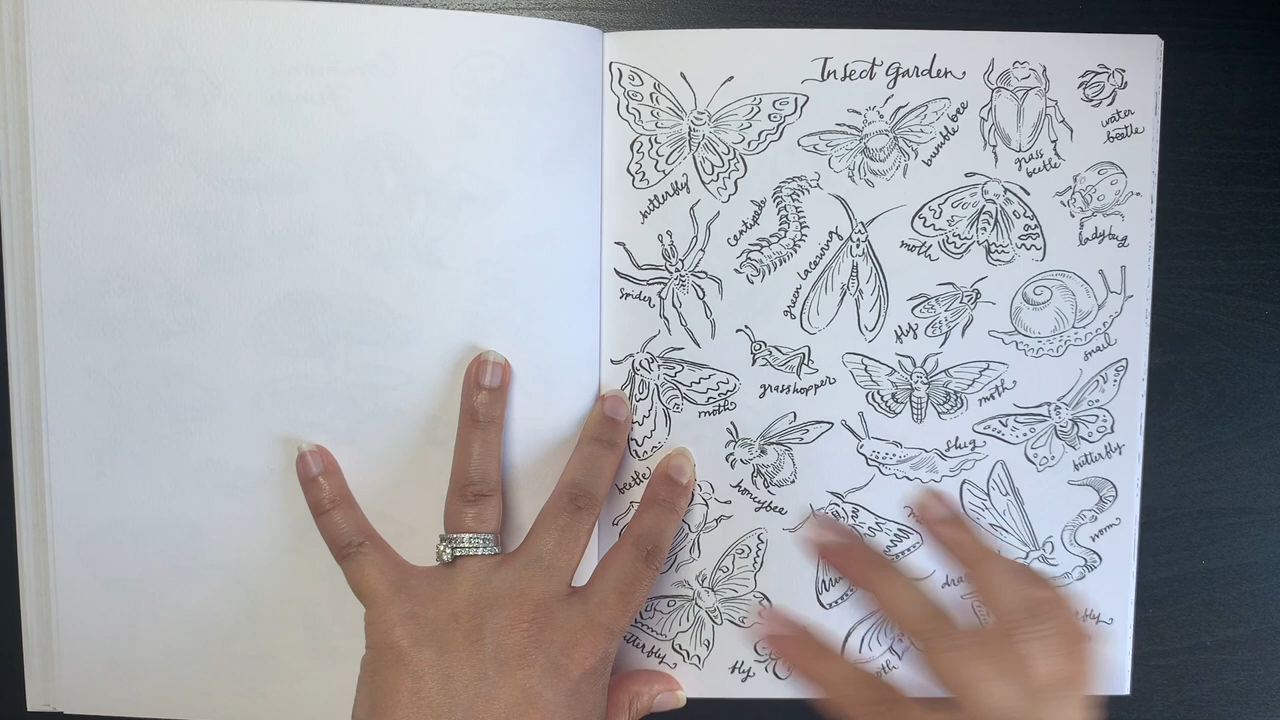 Insect Garden
butterfly
bumble bee
grass
beetle
water
beetle
centipede
green lacewing
moth
ladybug
spider
fly
snail
grasshopper
moth
moth
butterfly
slug
honeybee
beetle
worm
fly